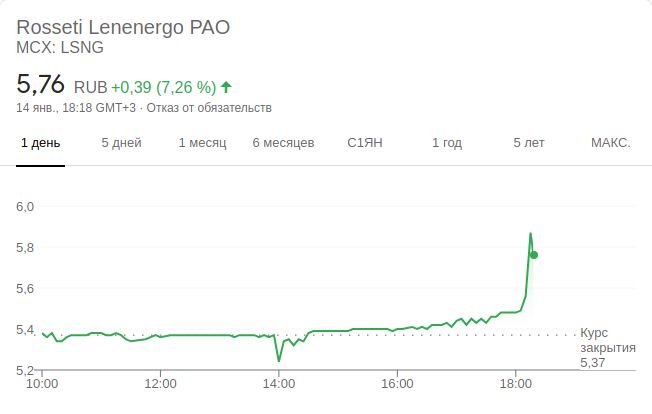 Rosseti Lenenergo PAO
MCX: LSNG
5,76 RUB +0,39 (7,26 %)
14 янв., 18:18 GMT+3 · Отказ от обязательств
1 день 5 дней 1 месяц 6 месяцев С1ЯН 1 год 5 лет МАКС.
6,0
5,8
5,6
5,4
Курс
закрытия
5,37
5,2
10:00 12:00 14:00 16:00 18:00